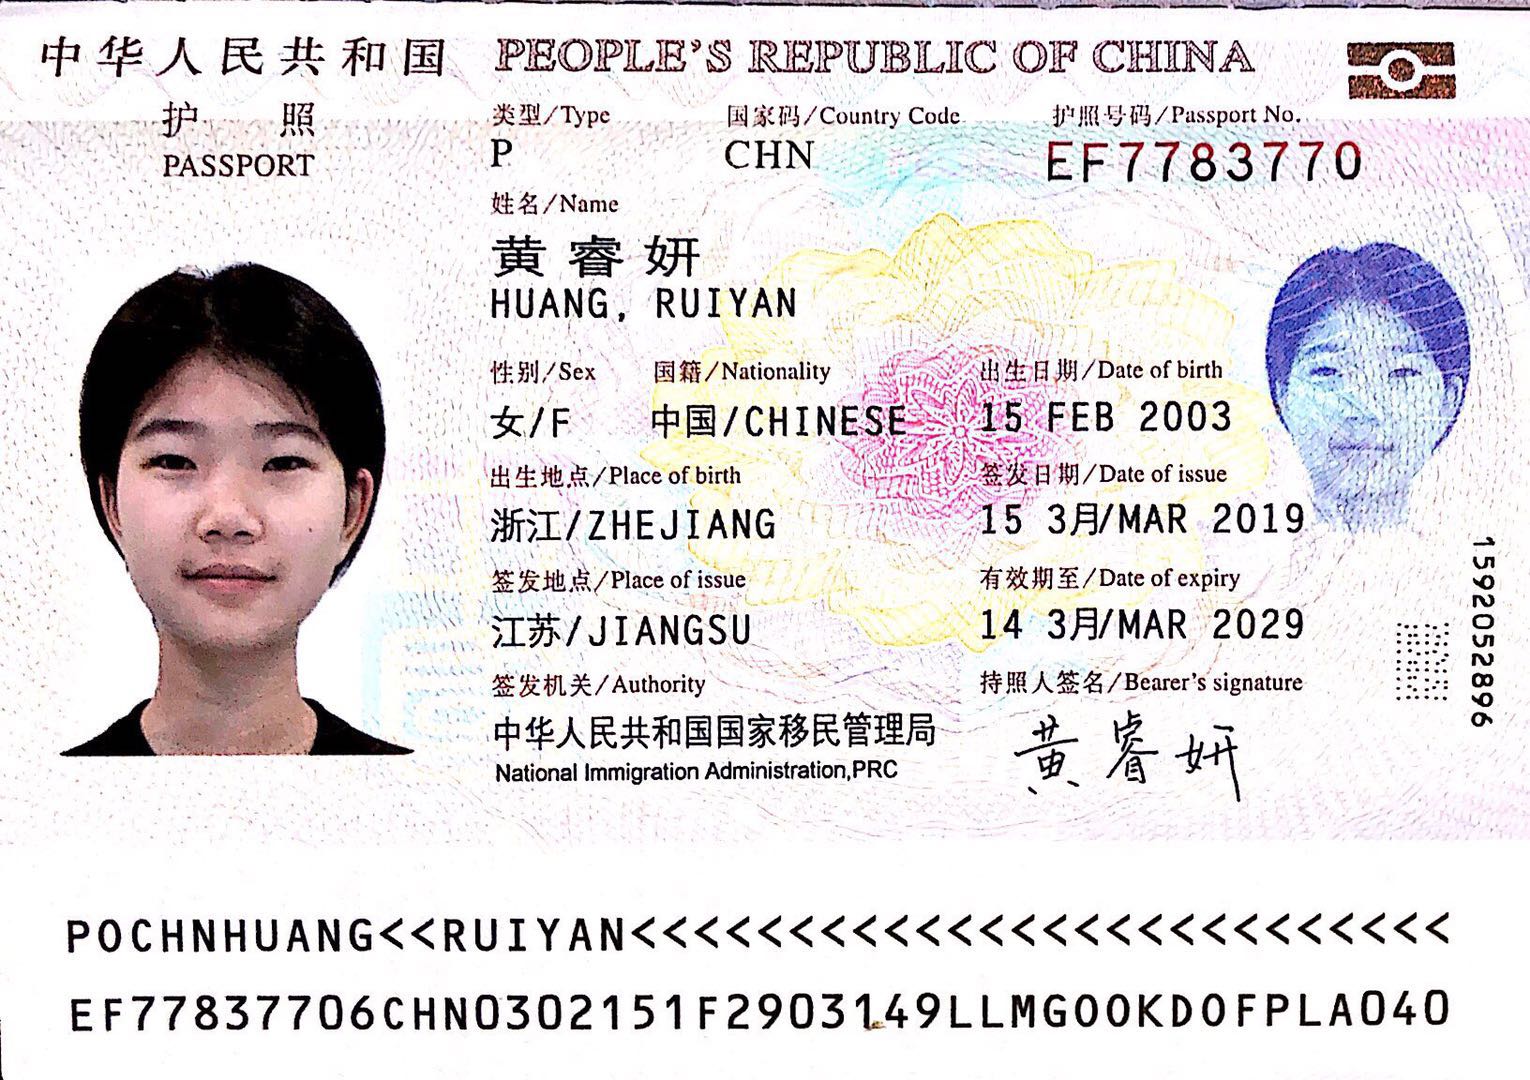 中华人民共和国 PEOPLE'S REPUBLIC OF CHINA
护 照
PASSPORT
类型/Type 国家码/Country Code 护照号码/Passport No.
P CHN EF7783770
姓名/Name
黄睿妍
HUANG, RUIYAN
性别/Sex 国籍/Nationality 出生日期/Date of birth
女/F 中国/CHINESE 15 FEB 2003
出生地点/Place of birth 签发日期/Date of issue
浙江/ZHEJIANG 15 3月/MAR 2019
签发地点/Place of issue 有效期至/Date of expiry
江苏/JIANGSU 14 3月/MAR 2029
签发机关/Authority 持照人签名/Bearer's signature
中华人民共和国国家移民管理局 黄睿妍
National Immigration Administration,PRC
1592052896
POCHNHUANG<<RUIYAN<<<<<<<<<<<<<<<<<<<<<<<<<<
EF77837706CHN0302151F2903149LLMGOOKDOFPLA040